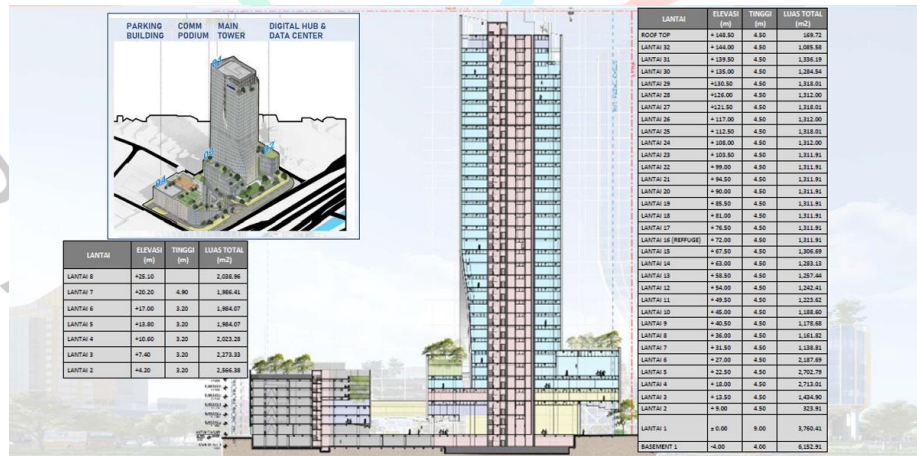 PARKING BUILDING
COMM PODIUM
MAIN TOWER
DIGITAL HUB & DATA CENTER
LANTAI ELEVASI (m) TINGGI (m) LUAS TOTAL (m2)
LANTAI 8 +25.10 2,038.96
LANTAI 7 +20.20 4.90 1,986.41
LANTAI 6 +17.00 3.20 1,984.07
LANTAI 5 +13.80 3.20 1,984.07
LANTAI 4 +10.60 3.20 2,023.28
LANTAI 3 +7.40 3.20 2,273.33
LANTAI 2 +4.20 3.20 2,566.38
LANTAI ELEVASI (m) TINGGI (m) LUAS TOTAL (m2)
ROOF TOP + 148.50 4.50 169.72
LANTAI 32 + 144.00 4.50 1,085.58
LANTAI 31 + 139.50 4.50 1,336.19
LANTAI 30 + 135.00 4.50 1,284.54
LANTAI 29 +130.50 4.50 1,318.01
LANTAI 28 +126.00 4.50 1,312.00
LANTAI 27 +121.50 4.50 1,318.01
LANTAI 26 + 117.00 4.50 1,312.00
LANTAI 25 + 112.50 4.50 1,318.01
LANTAI 24 + 108.00 4.50 1,312.00
LANTAI 23 + 103.50 4.50 1,311.91
LANTAI 22 + 99.00 4.50 1,311.91
LANTAI 21 + 94.50 4.50 1,311.91
LANTAI 20 + 90.00 4.50 1,311.91
LANTAI 19 + 85.50 4.50 1,311.91
LANTAI 18 + 81.00 4.50 1,311.91
LANTAI 17 + 76.50 4.50 1,311.91
LANTAI 16 (REFFUGE) + 72.00 4.50 1,311.91
LANTAI 15 + 67.50 4.50 1,306.69
LANTAI 14 + 63.00 4.50 1,283.13
LANTAI 13 + 58.50 4.50 1,257.44
LANTAI 12 + 54.00 4.50 1,242.41
LANTAI 11 + 49.50 4.50 1,223.62
LANTAI 10 + 45.00 4.50 1,188.60
LANTAI 9 + 40.50 4.50 1,178.68
LANTAI 8 + 36.00 4.50 1,161.82
LANTAI 7 + 31.50 4.50 1,138.81
LANTAI 6 + 27.00 4.50 2,187.69
LANTAI 5 + 22.50 4.50 2,702.79
LANTAI 4 + 18.00 4.50 2,713.01
LANTAI 3 + 13.50 4.50 1,434.90
LANTAI 2 + 9.00 4.50 323.91
LANTAI 1 ± 0.00 9.00 3,760.41
BASEMENT 1 -4.00 4.00 6,152.91